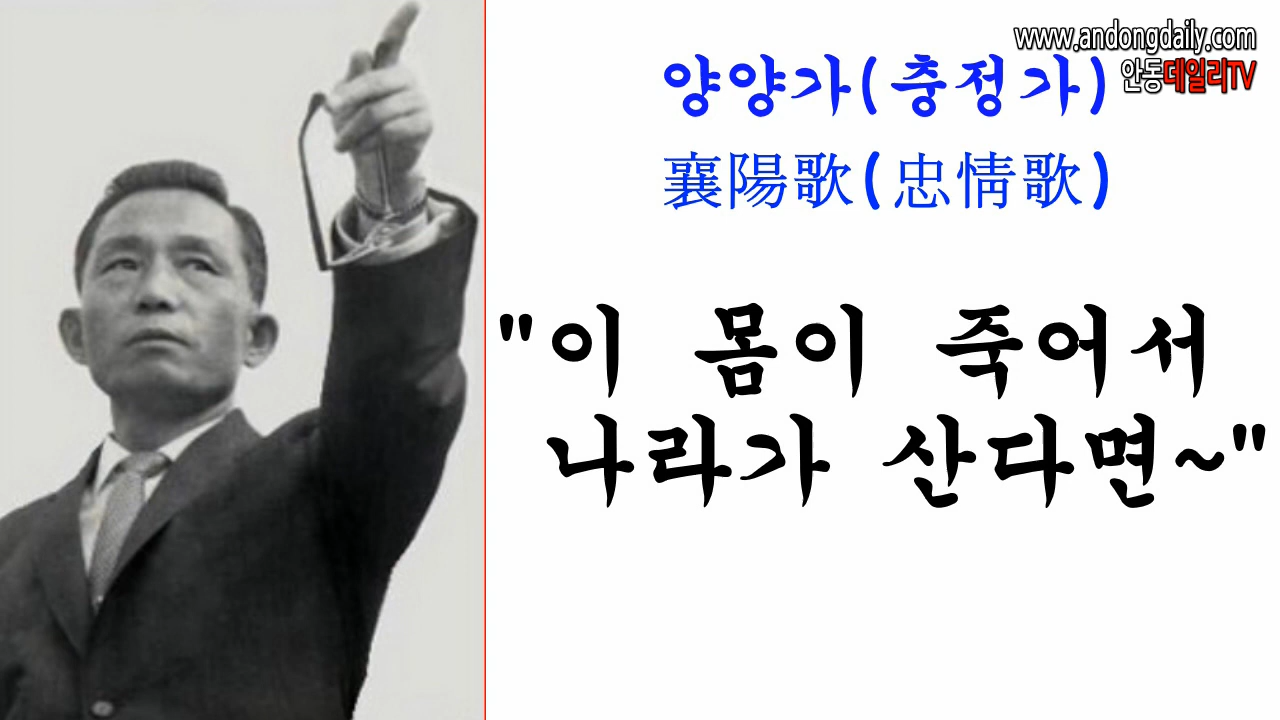 www.andongdaily.com
안동데일리TV
양양가(충정가)
襄陽歌(忠情歌)
"이 몸이 죽어서
나라가 산다면~"